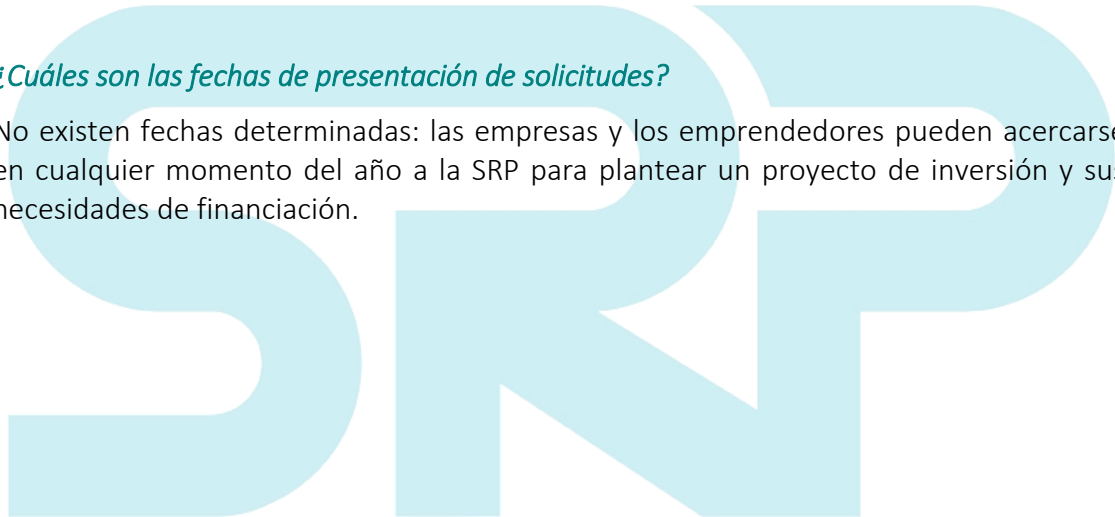 ¿Cuáles son las fechas de presentación de solicitudes?
No existen fechas determinadas: las empresas y los emprendedores pueden acercarse
en cualquier momento del año a la SRP para plantear un proyecto de inversión y sus
necesidades de financiación.
SRP